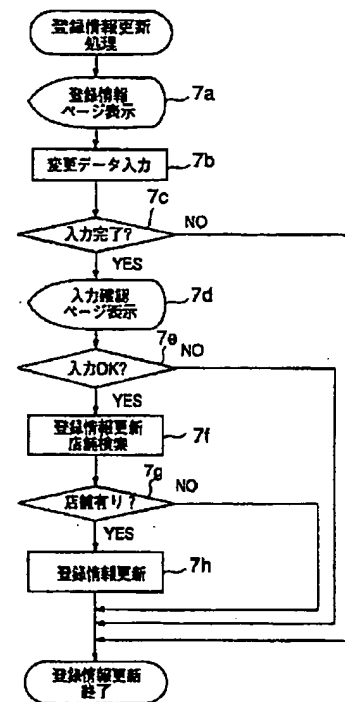 登録情報更新
処理
登録情報
ページ表示
7a
変更データ入力
7b
7c
入力完了?
NO
YES
入力確認
ページ表示
7d
7e
入力OK?
NO
YES
登録情報更新
店舗検索
7f
7g
店舗有り?
NO
YES
登録情報更新
7h
登録情報更新
終了